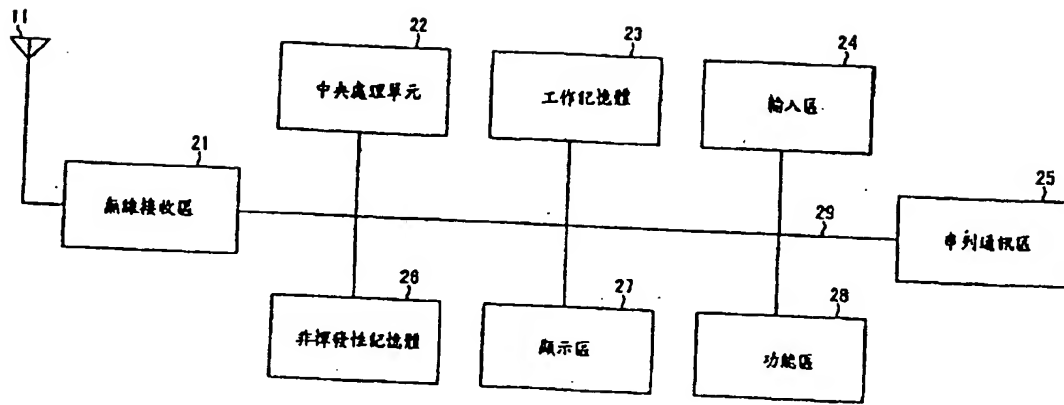 11
22
中央處理單元
23
工作記憶體
24
輸入區
21
無線接收區
25
串列通訊區
29
26
非揮發性記憶體
27
顯示區
28
功能區